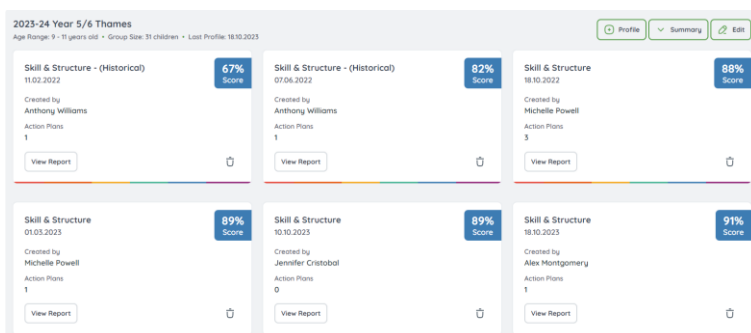 2023-24 Year 5/6 Thames
Age Range: 9 - 11 years old • Group Size: 31 children • Last Profile: 18.10.2023
Profile
Summary
Edit
Skill & Structure - (Historical)
11.02.2022
67%
Score
Created by
Anthony Williams
Action Plans
1
View Report
Skill & Structure - (Historical)
07.06.2022
82%
Score
Created by
Anthony Williams
Action Plans
1
View Report
Skill & Structure
18.10.2022
88%
Score
Created by
Michelle Powell
Action Plans
3
View Report
Skill & Structure
01.03.2023
89%
Score
Created by
Michelle Powell
Action Plans
1
View Report
Skill & Structure
10.10.2023
89%
Score
Created by
Jennifer Cristobal
Action Plans
0
View Report
Skill & Structure
18.10.2023
91%
Score
Created by
Alex Montgomery
Action Plans
1
View Report